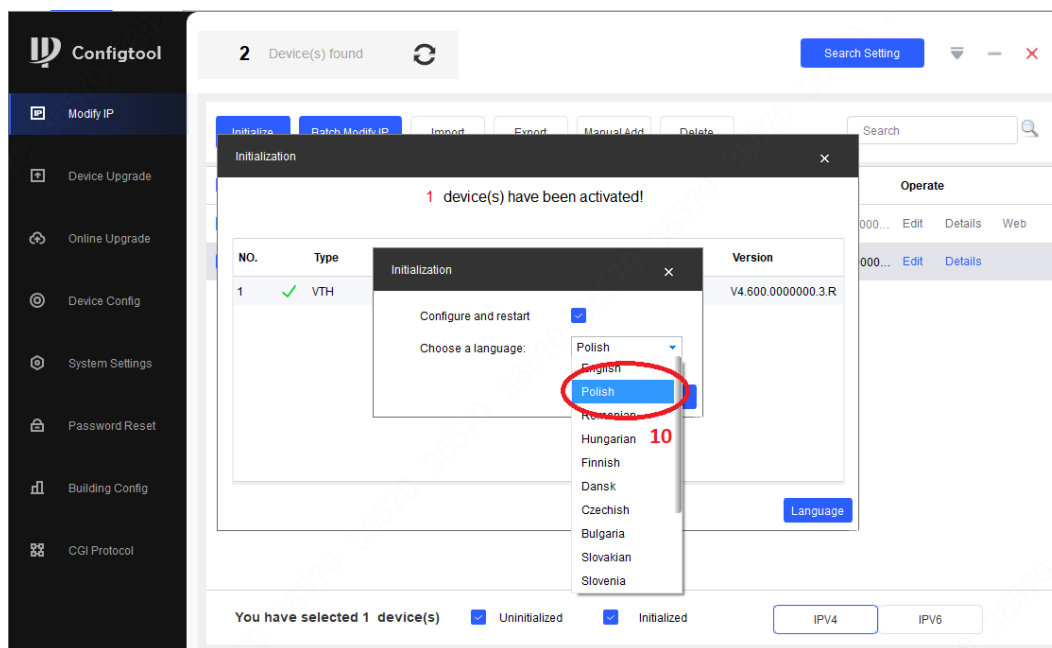 Configtool
2 Device(s) found
Search Setting
Modify IP
Device Upgrade
Online Upgrade
Device Config
System Settings
Password Reset
Building Config
CGI Protocol
Initialize Batch Modify IP Import Export Manual Add Delete
Search
Initialization
1 device(s) have been activated!
Operate
000... Edit Details Web
000... Edit Details
NO. Type Version
1 VTH V4.600.0000000.3.R
Initialization
Configure and restart
Choose a language: Polish
English
Polish
Romanian
Hungarian 10
Finnish
Dansk
Czechish
Bulgaria
Slovakian
Slovenia
Language
You have selected 1 device(s) Uninitialized Initialized IPV4 IPV6